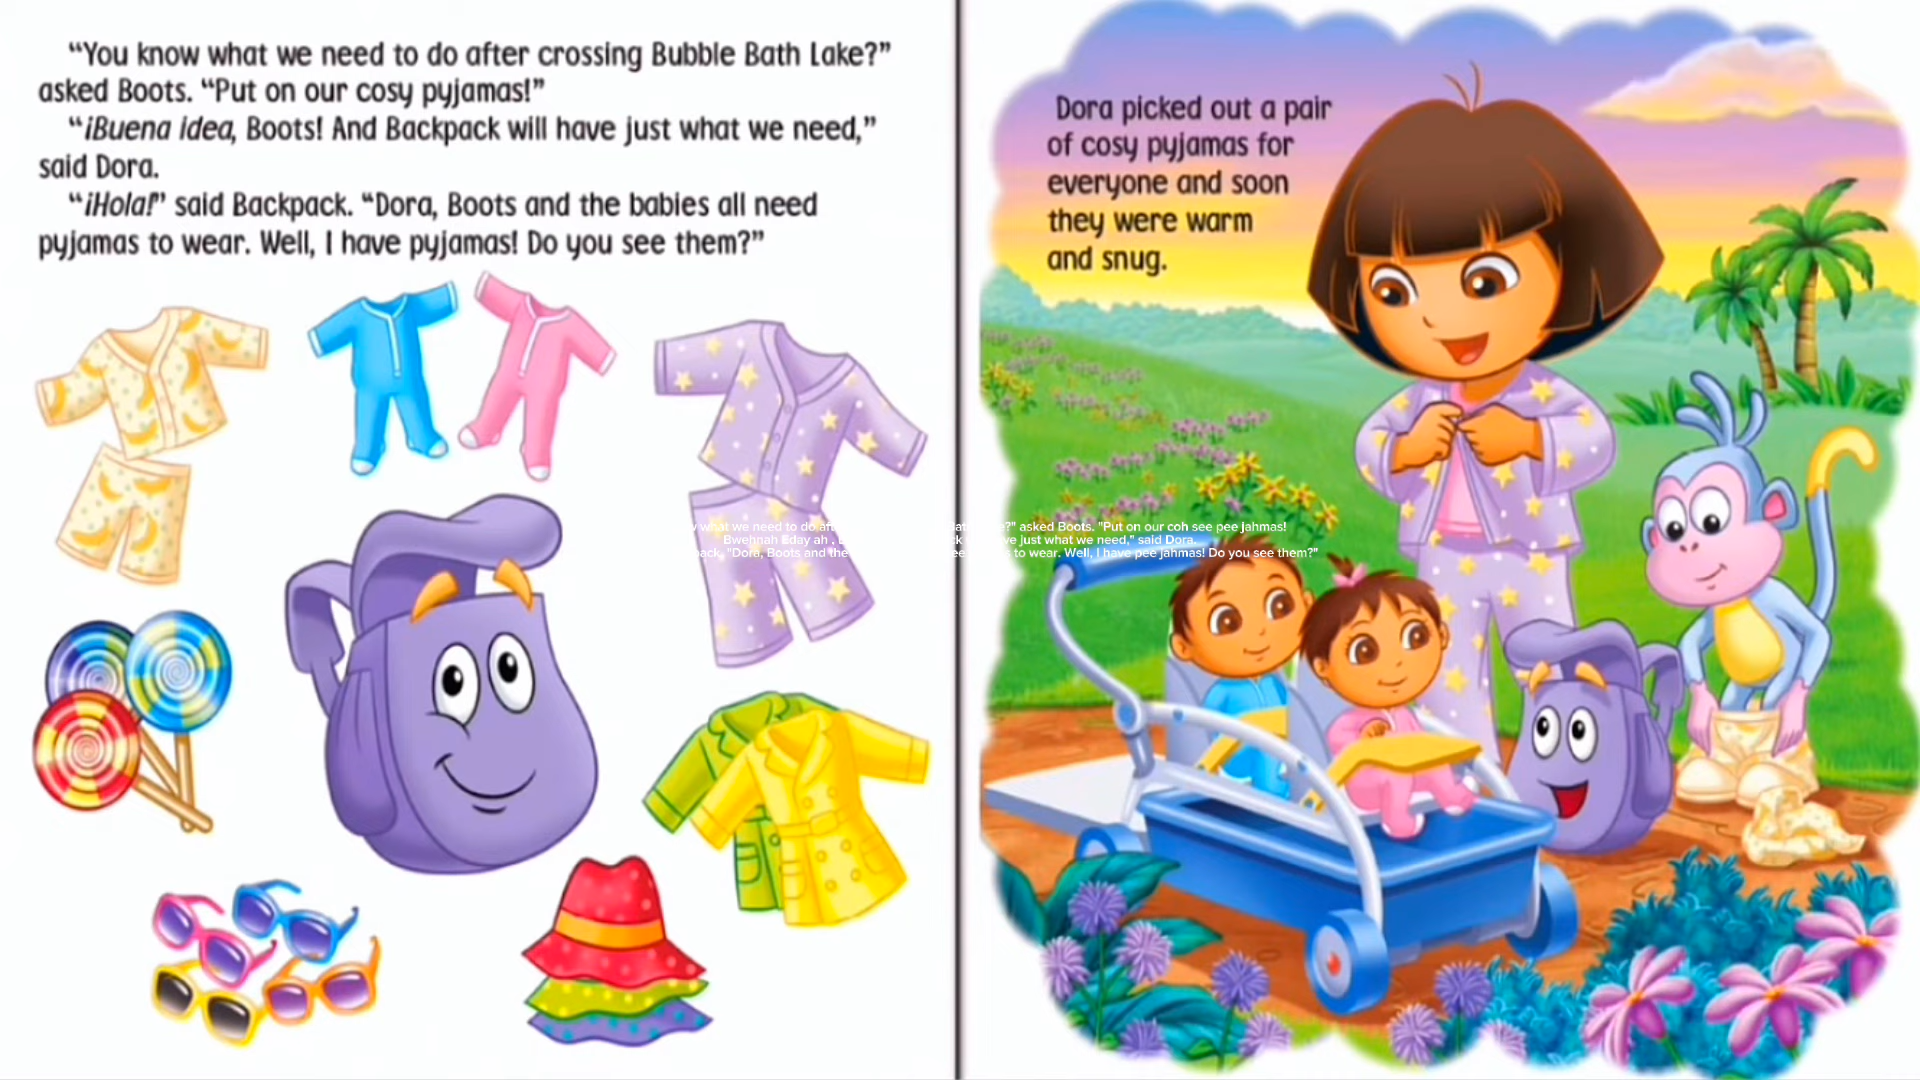 “You know what we need to do after crossing Bubble Bath Lake?”
asked Boots. “Put on our cosy pyjamas!”
“¡Buena idea, Boots! And Backpack will have just what we need,”
said Dora.
“¡Hola!” said Backpack. “Dora, Boots and the babies all need
pyjamas to wear. Well, I have pyjamas! Do you see them?”
Dora picked out a pair
of cosy pyjamas for
everyone and soon
they were warm
and snug.
what we need to do asked Boots. "Put on our coh see pee jahmas!
Bwehnah Eday ah , just what we need," said Dora.
"Dora, Boots and the to wear. Well, I have pee jahmas! Do you see them?"